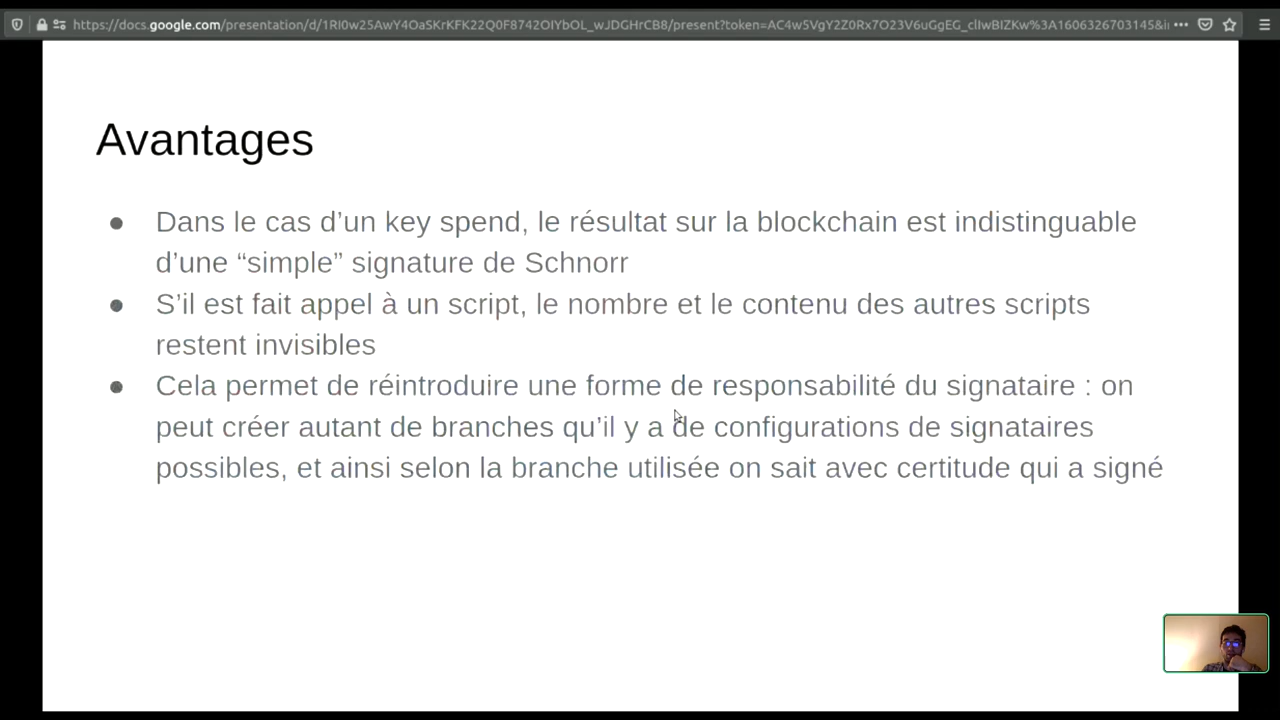 https://docs.google.com/presentation/d/1RI0w25AwY4OaSKrKFK22Q0F8742OIYbOL_wJDGHrCB8/present?token=AC4w5VgY2Z0Rx7O23V6uGgEG_clIwBIZKw%3A1606326703145&i
Avantages
● Dans le cas d’un key spend, le résultat sur la blockchain est indistinguable
d’une “simple” signature de Schnorr
● S’il est fait appel à un script, le nombre et le contenu des autres scripts
restent invisibles
● Cela permet de réintroduire une forme de responsabilité du signataire : on
peut créer autant de branches qu’il y a de configurations de signataires
possibles, et ainsi selon la branche utilisée on sait avec certitude qui a signé